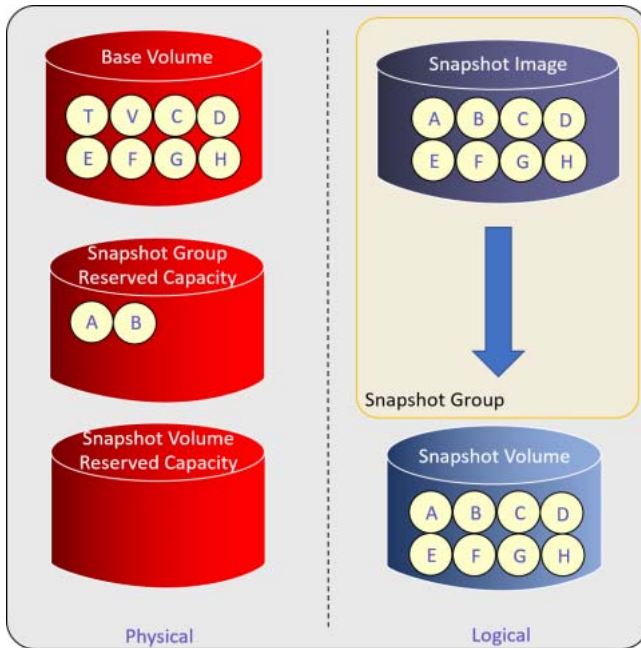 Base Volume
T V C D
E F G H
Snapshot Group
Reserved Capacity
A B
Snapshot Volume
Reserved Capacity
Physical
Snapshot Image
A B C D
E F G H
Snapshot Group
Snapshot Volume
A B C D
E F G H
Logical